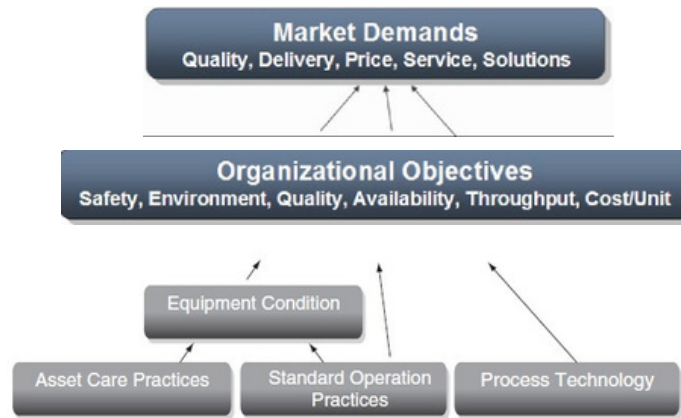 Market Demands
Quality, Delivery, Price, Service, Solutions
Organizational Objectives
Safety, Environment, Quality, Availability, Throughput, Cost/Unit
Equipment Condition
Asset Care Practices
Standard Operation
Practices
Process Technology